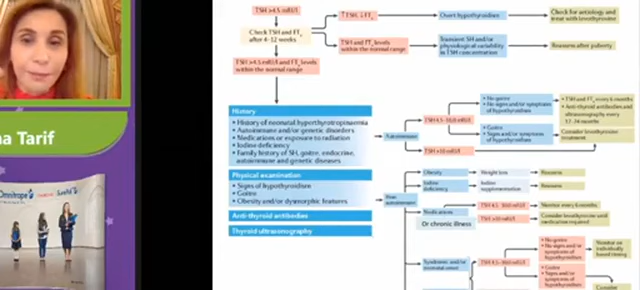 TSH >4.5 mIU/l
Check TSH and FT4
after 4-12 weeks
↑TSH, ↓FT4
Overt hypothyroidism
Check for aetiology and
treat with levothyroxine
TSH and FT4 levels
within the normal range
Transient SH and/or
physiological variability
in TSH concentration
Reassess after puberty
TSH >4.5 mIU/l and FT4 levels
within the normal range
na Tarif
Omnitrope
History
• History of neonatal hyperthyrotropinaemia
• Autoimmune and/or genetic disorders
• Medications or exposure to radiation
• Iodine deficiency
• Family history of SH, goitre, endocrine,
autoimmune and genetic diseases
Physical examination
• Signs of hypothyroidism
• Goitre
• Obesity and/or dysmorphic features
Anti-thyroid antibodies
Thyroid ultrasonography
Autoimmune
TSH 4.5-10.0 mIU/l
• No goitre
• No signs and/or symptoms
of hypothyroidism
• TSH and FT4 every 6 months
• Anti-thyroid antibodies and
ultrasonography every
12-24 months
• Goitre
• Signs and/or symptoms
of hypothyroidism
Consider levothyroxine
treatment
TSH >10 mIU/l
Non-
autoimmune
Obesity
Weight loss
Reassess
Iodine
deficiency
Iodine
supplementation
Reassess
Medications
Or chronic illness
TSH 4.5-10.0 mIU/l
Monitor every 6 months
TSH >10 mIU/l
Consider levothyroxine until
medication required
Syndromic and/or
TSH 4.5-10.0 mIU/l
• No goitre
• No signs and/or
symptoms of
hypothyroidism
Monitor on
individually
based timing
• Goitre
• Signs and/or
symptoms of
hypothyroidism
Consider